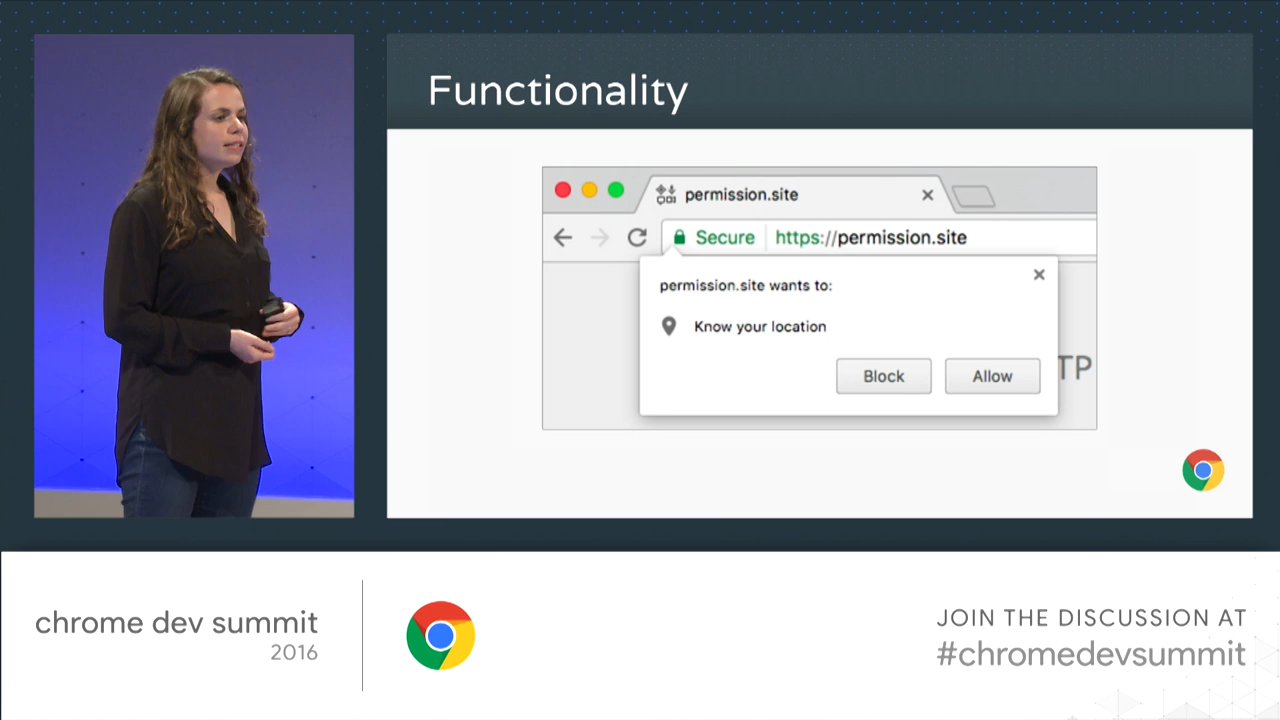 Functionality
permission.site
Secure
https://permission.site
permission.site wants to:
Know your location
Block
Allow
TP
chrome dev summit
2016
JOIN THE DISCUSSION AT
#chromedevsummit